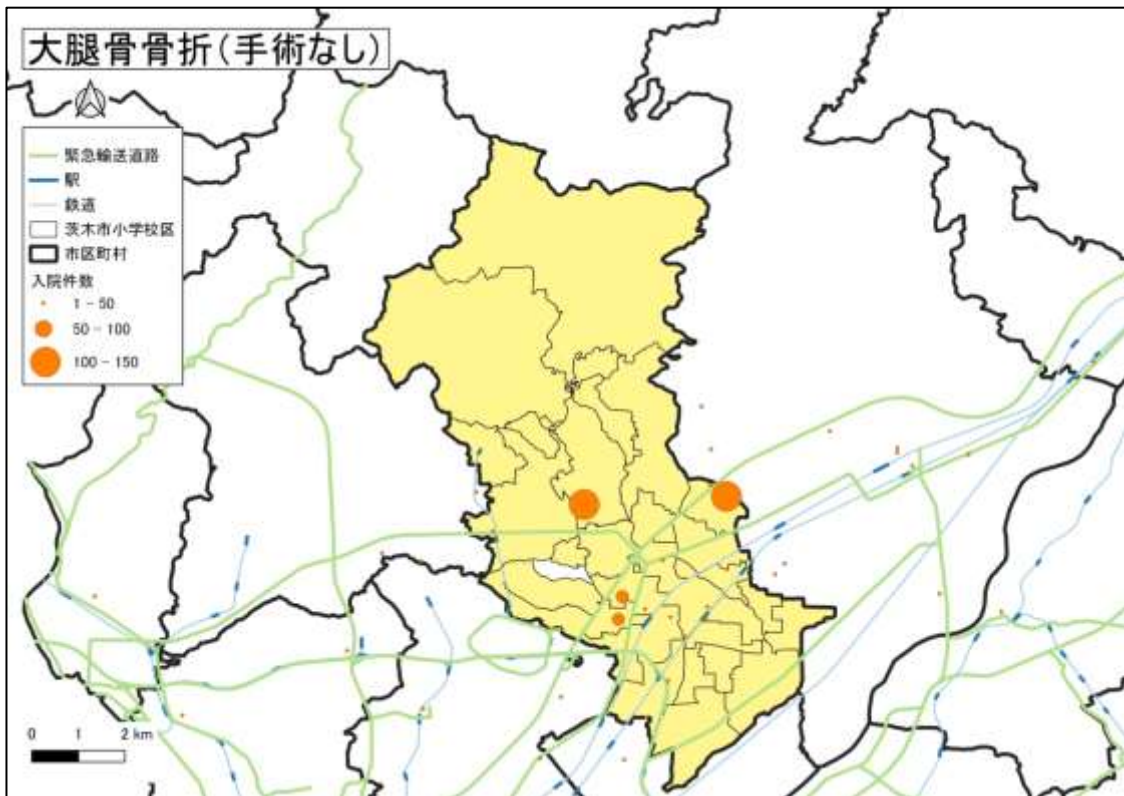 大腿骨骨折(手術なし)
緊急輸送道路
駅
鉄道
茨木市小学校区
市区町村
入院件数
1 - 50
50 - 100
100 - 150
0 1 2 km